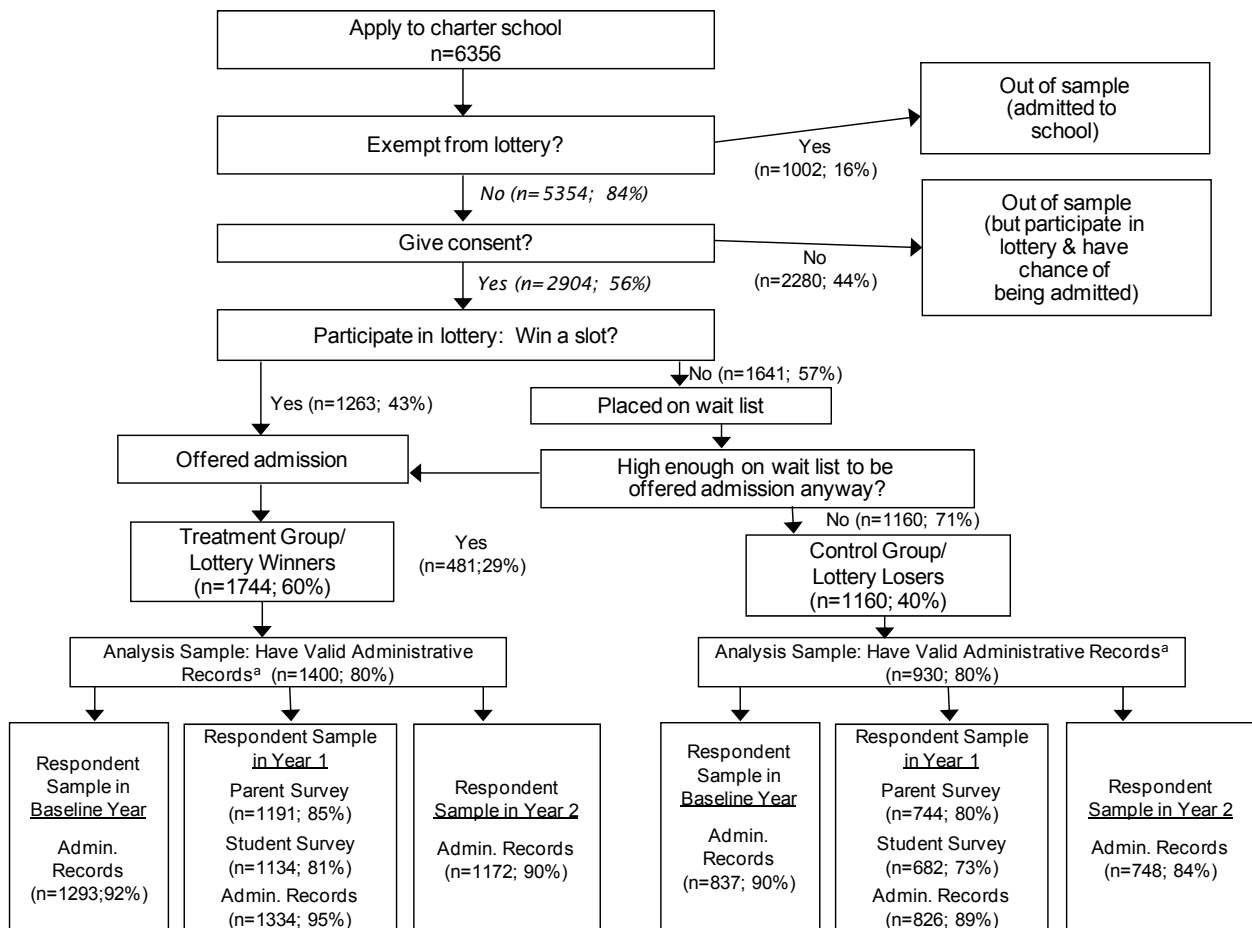 Apply to charter school
n=6356
Out of sample
(admitted to
school)
Exempt from lottery?
Yes
(n=1002; 16%)
No (n=5354; 84%)
Out of sample
(but participate in
lottery & have
chance of
being admitted)
Give consent?
No
(n=2280; 44%)
Yes (n=2904; 56%)
Participate in lottery: Win a slot?
No (n=1641; 57%)
Yes (n=1263; 43%)
Placed on wait list
Offered admission
High enough on wait list to be
offered admission anyway?
No (n=1160; 71%)
Treatment Group/
Lottery Winners
(n=1744; 60%)
Yes
(n=481;29%)
Control Group/
Lottery Losers
(n=1160; 40%)
Analysis Sample: Have Valid Administrative
Recordsᵃ (n=1400; 80%)
Analysis Sample: Have Valid Administrative Recordsᵃ
(n=930; 80%)
Respondent
Sample in
Baseline Year
Admin.
Records
(n=1293;92%)
Respondent Sample
in Year 1
Parent Survey
(n=1191; 85%)
Student Survey
(n=1134; 81%)
Admin. Records
(n=1334; 95%)
Respondent
Sample in Year 2
Admin. Records
(n=1172; 90%)
Respondent
Sample in
Baseline Year
Admin.
Records
(n=837; 90%)
Respondent Sample
in Year 1
Parent Survey
(n=744; 80%)
Student Survey
(n=682; 73%)
Admin. Records
(n=826; 89%)
Respondent
Sample in Year 2
Admin. Records
(n=748; 84%)